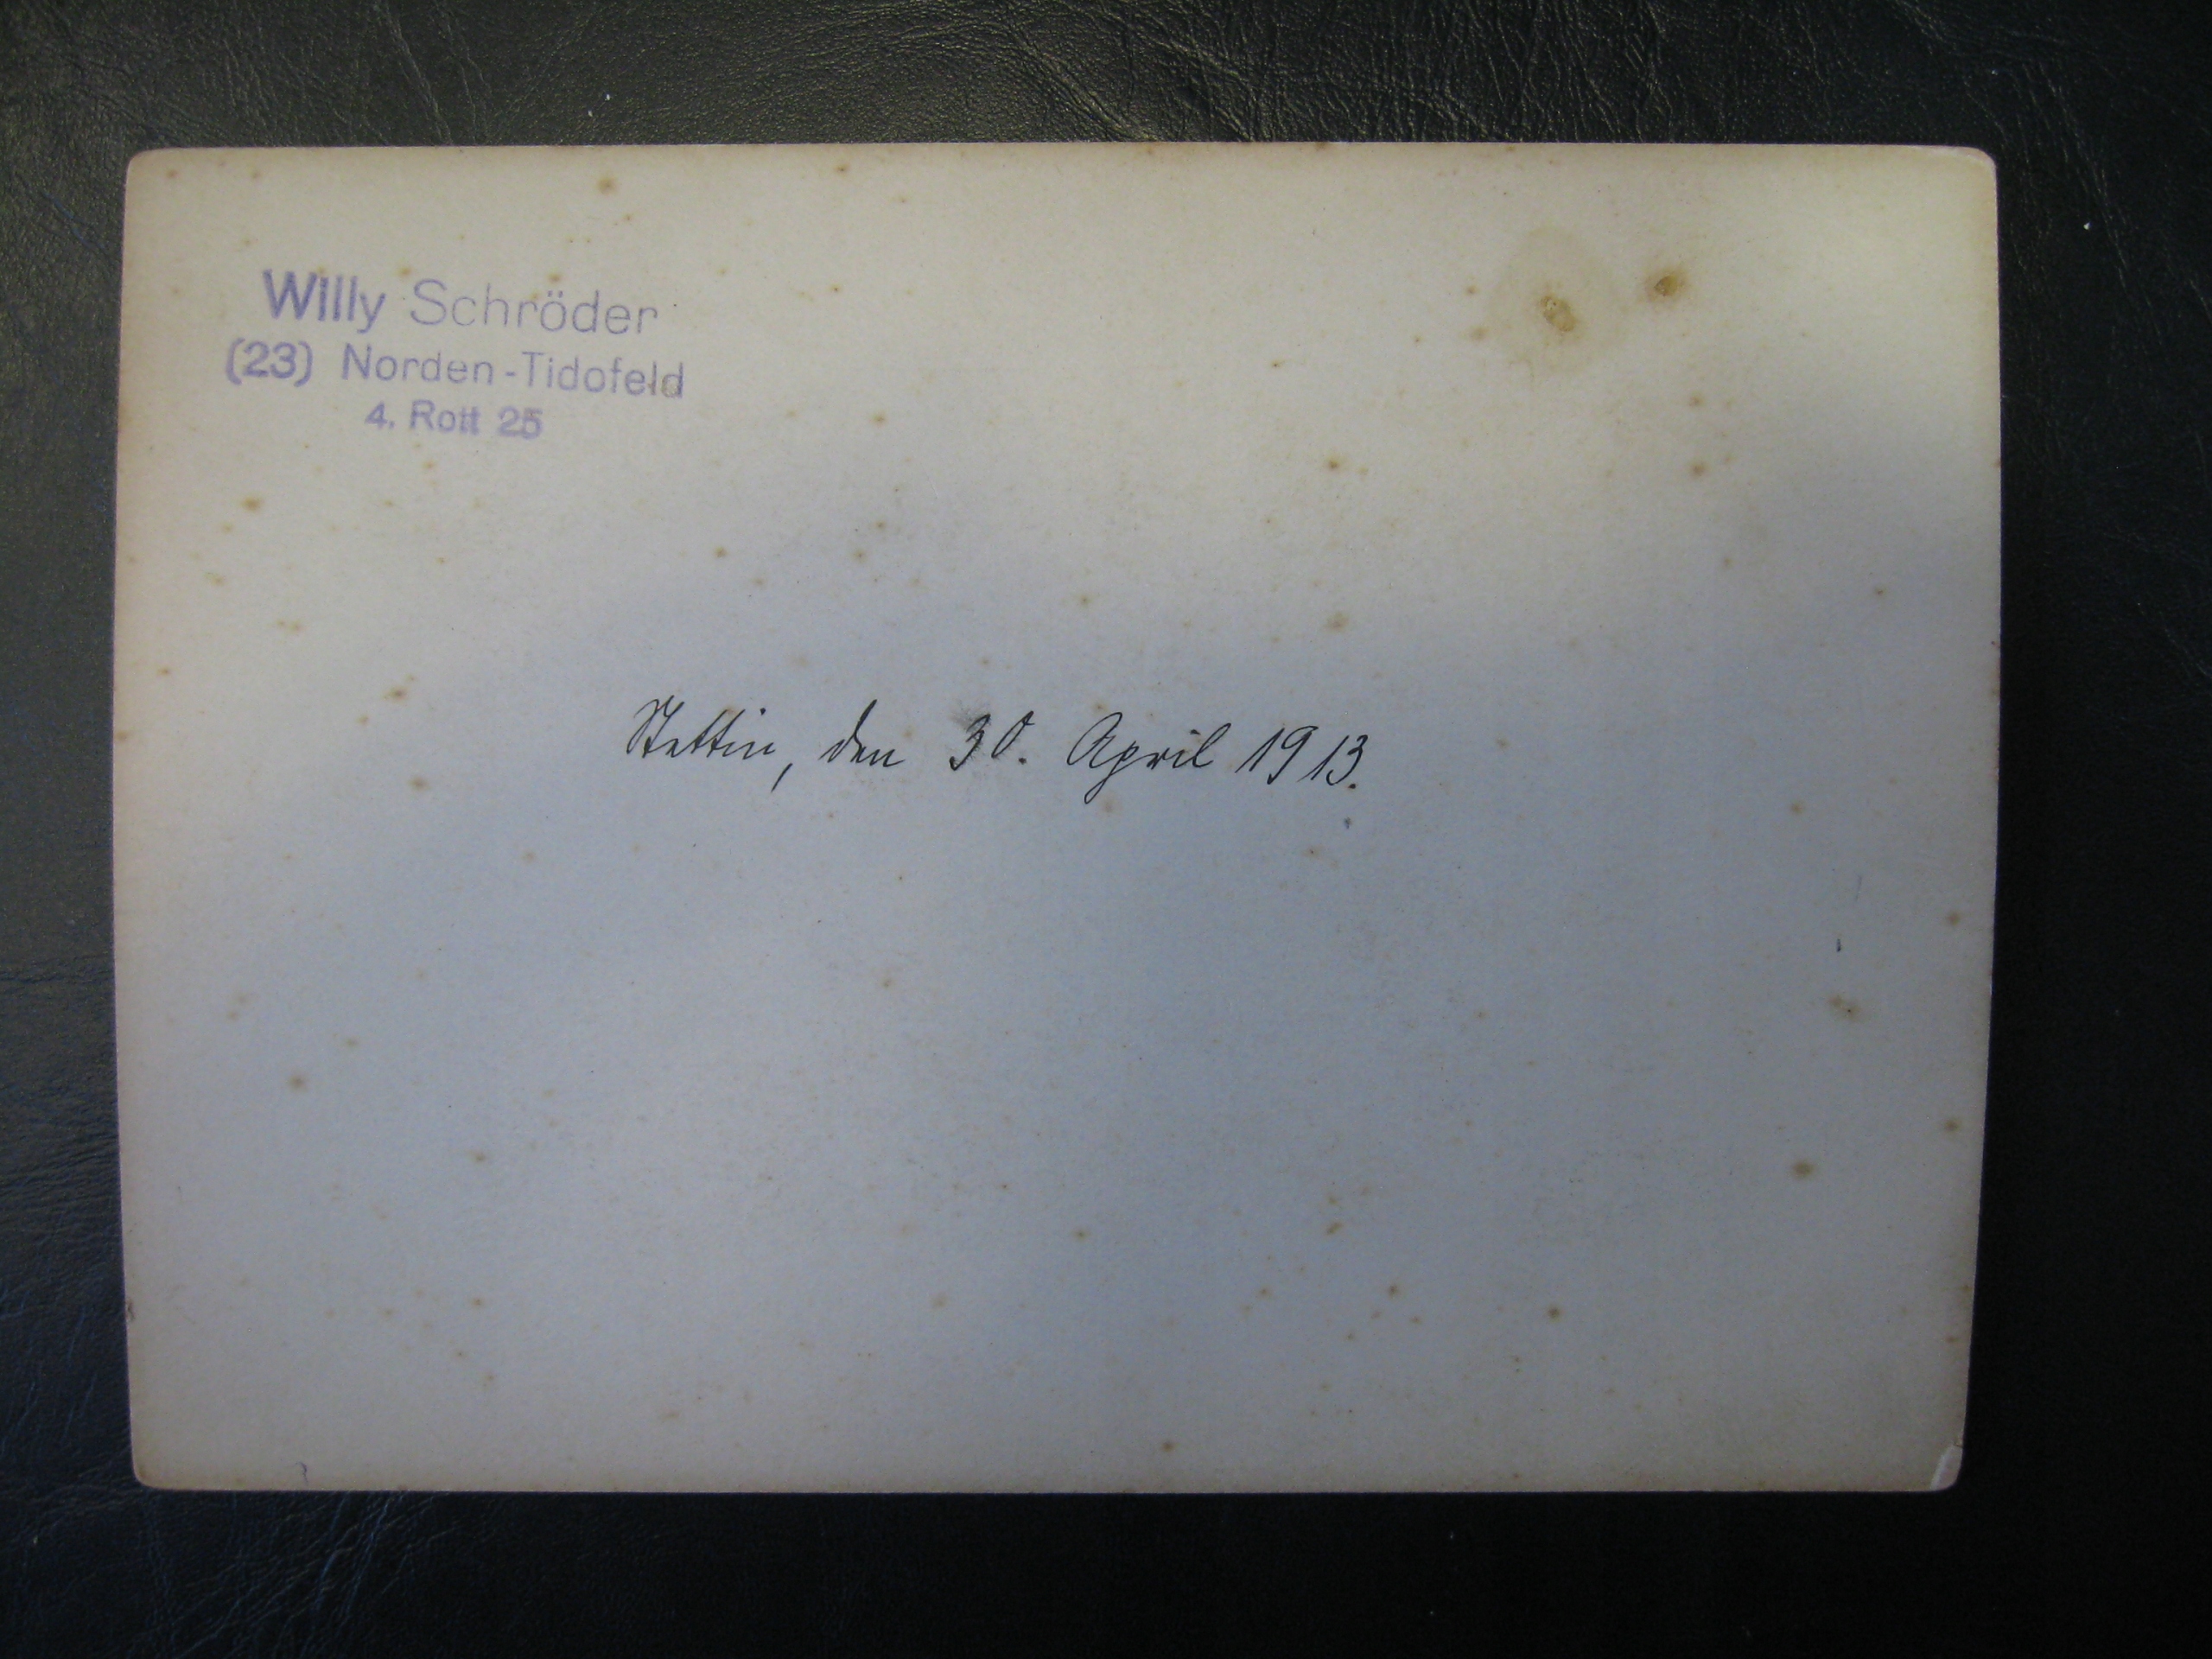 Willy Schröder
(23) Norden-Tidofeld
4. Rott 25
Stettin, den 30. April 1913.